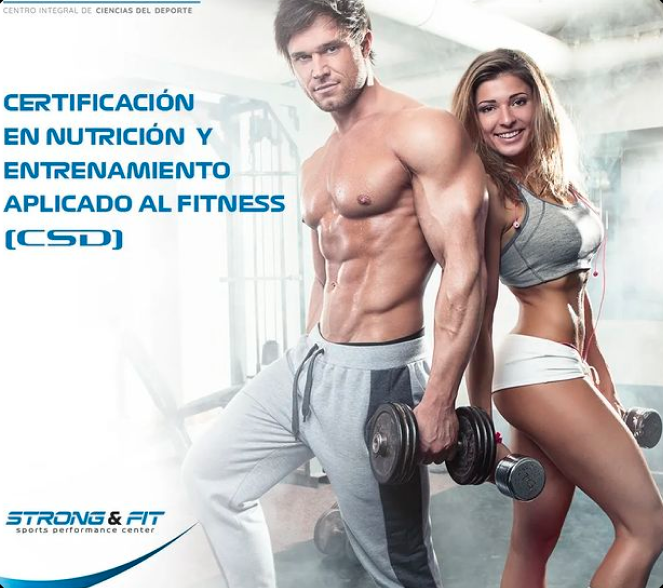 CENTRO INTEGRAL DE CIENCIAS DEL DEPORTE
CERTIFICACIÓN
EN NUTRICIÓN Y
ENTRENAMIENTO
APLICADO AL FITNESS
(CSD)
STRONG & FIT
sports performance center